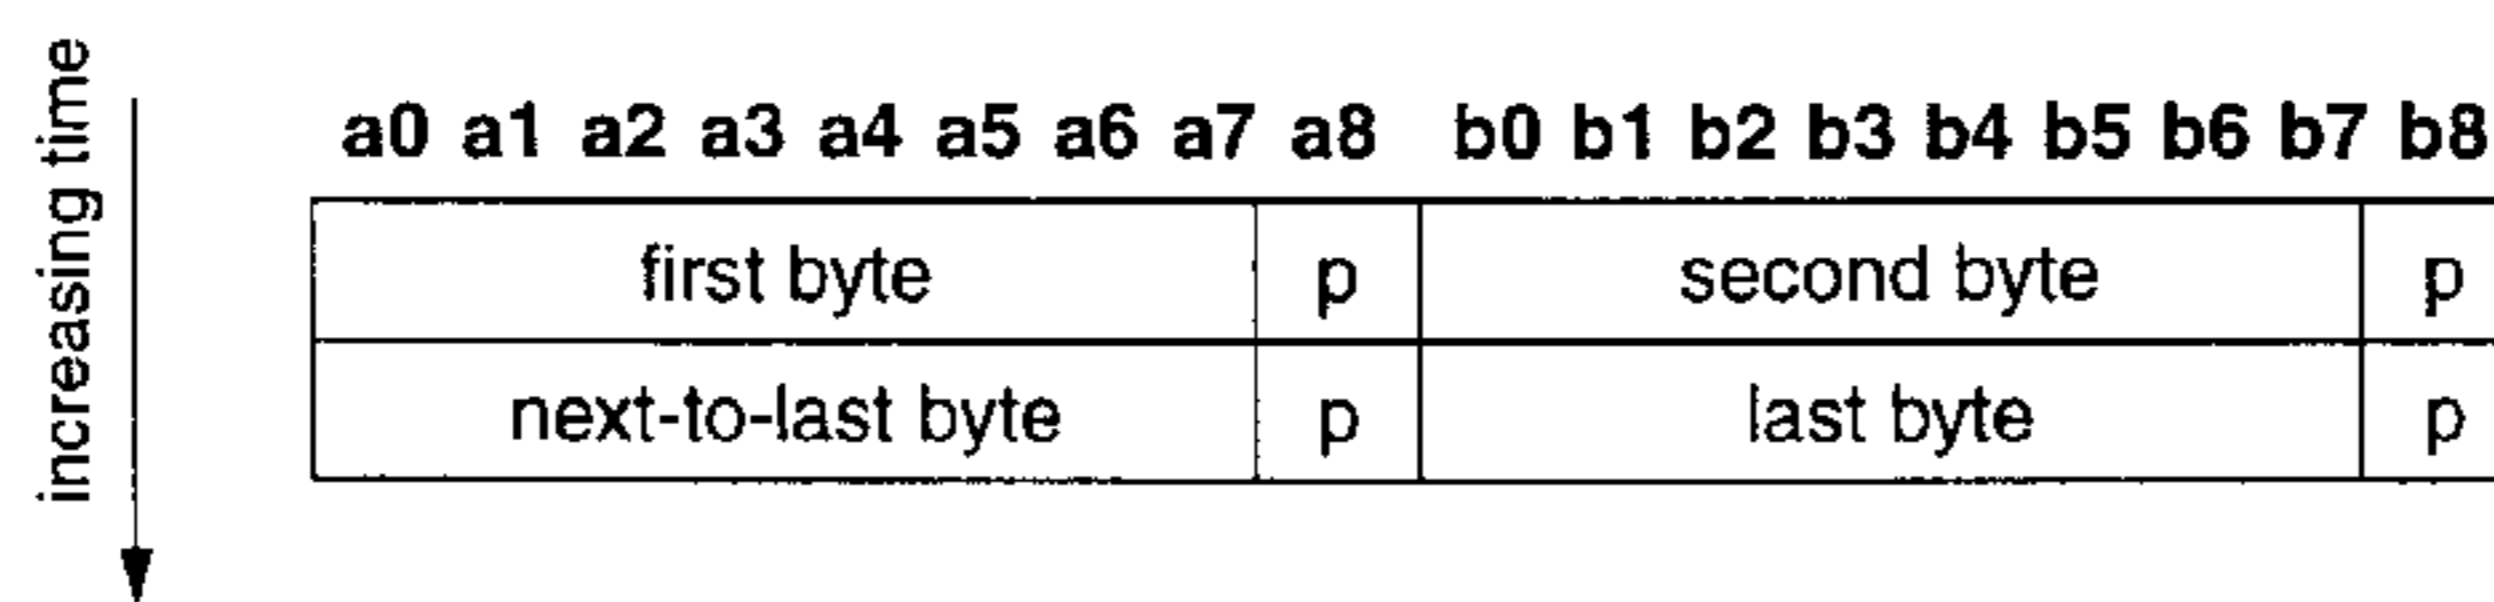 increasing time
a0 a1 a2 a3 a4 a5 a6 a7 a8 b0 b1 b2 b3 b4 b5 b6 b7 b8
first byte p second byte p
next-to-last byte p last byte p